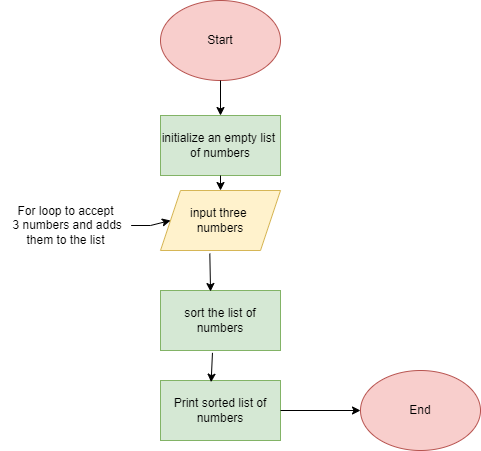 Start
initialize an empty list
of numbers
For loop to accept
3 numbers and adds
them to the list
input three
numbers
sort the list of
numbers
Print sorted list of
numbers
End